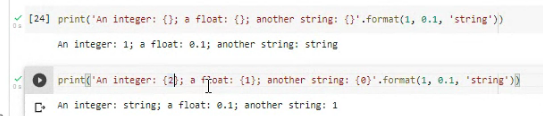 [24] print('An integer: {}; a float: {}; another string: {}'.format(1, 0.1, 'string'))
An integer: 1; a float: 0.1; another string: string
print('An integer: {2}; a float: {1}; another string: {0}'.format(1, 0.1, 'string'))
An integer: string; a float: 0.1; another string: 1